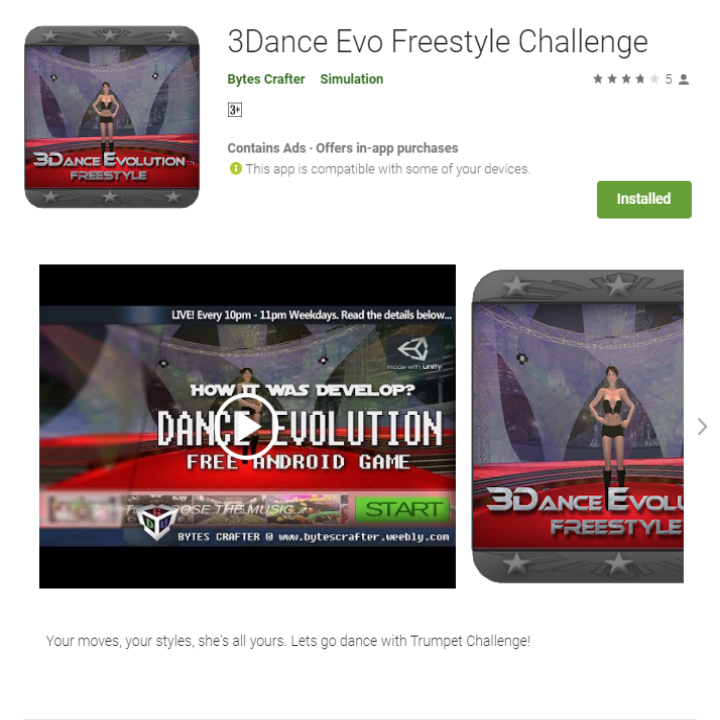 3Dance Evo Freestyle Challenge
Bytes Crafter Simulation 5
3+
Contains Ads · Offers in-app purchases
This app is compatible with some of your devices.
Installed
3DANCE EVOLUTION
FREESTYLE
LIVE! Every 10pm - 11pm Weekdays. Read the details below...
made with unity
HOW IT WAS DEVELOP?
DANCE EVOLUTION
FREE ANDROID GAME
OSE THE MUSIC
START
BYTES CRAFTER @ www.bytescrafter.weebly.com
3DANCE EVOLU
FREESTYLE
Your moves, your styles, she's all yours. Lets go dance with Trumpet Challenge!